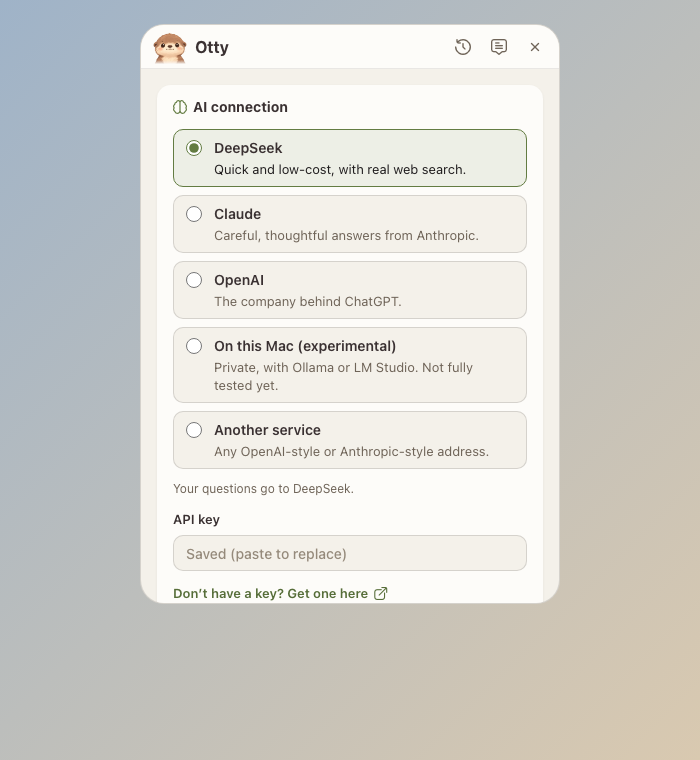 Otty
AI connection
DeepSeek
Quick and low-cost, with real web search.
Claude
Careful, thoughtful answers from Anthropic.
OpenAI
The company behind ChatGPT.
On this Mac (experimental)
Private, with Ollama or LM Studio. Not fully
tested yet.
Another service
Any OpenAI-style or Anthropic-style address.
Your questions go to DeepSeek.
API key
Saved (paste to replace)
Don’t have a key? Get one here